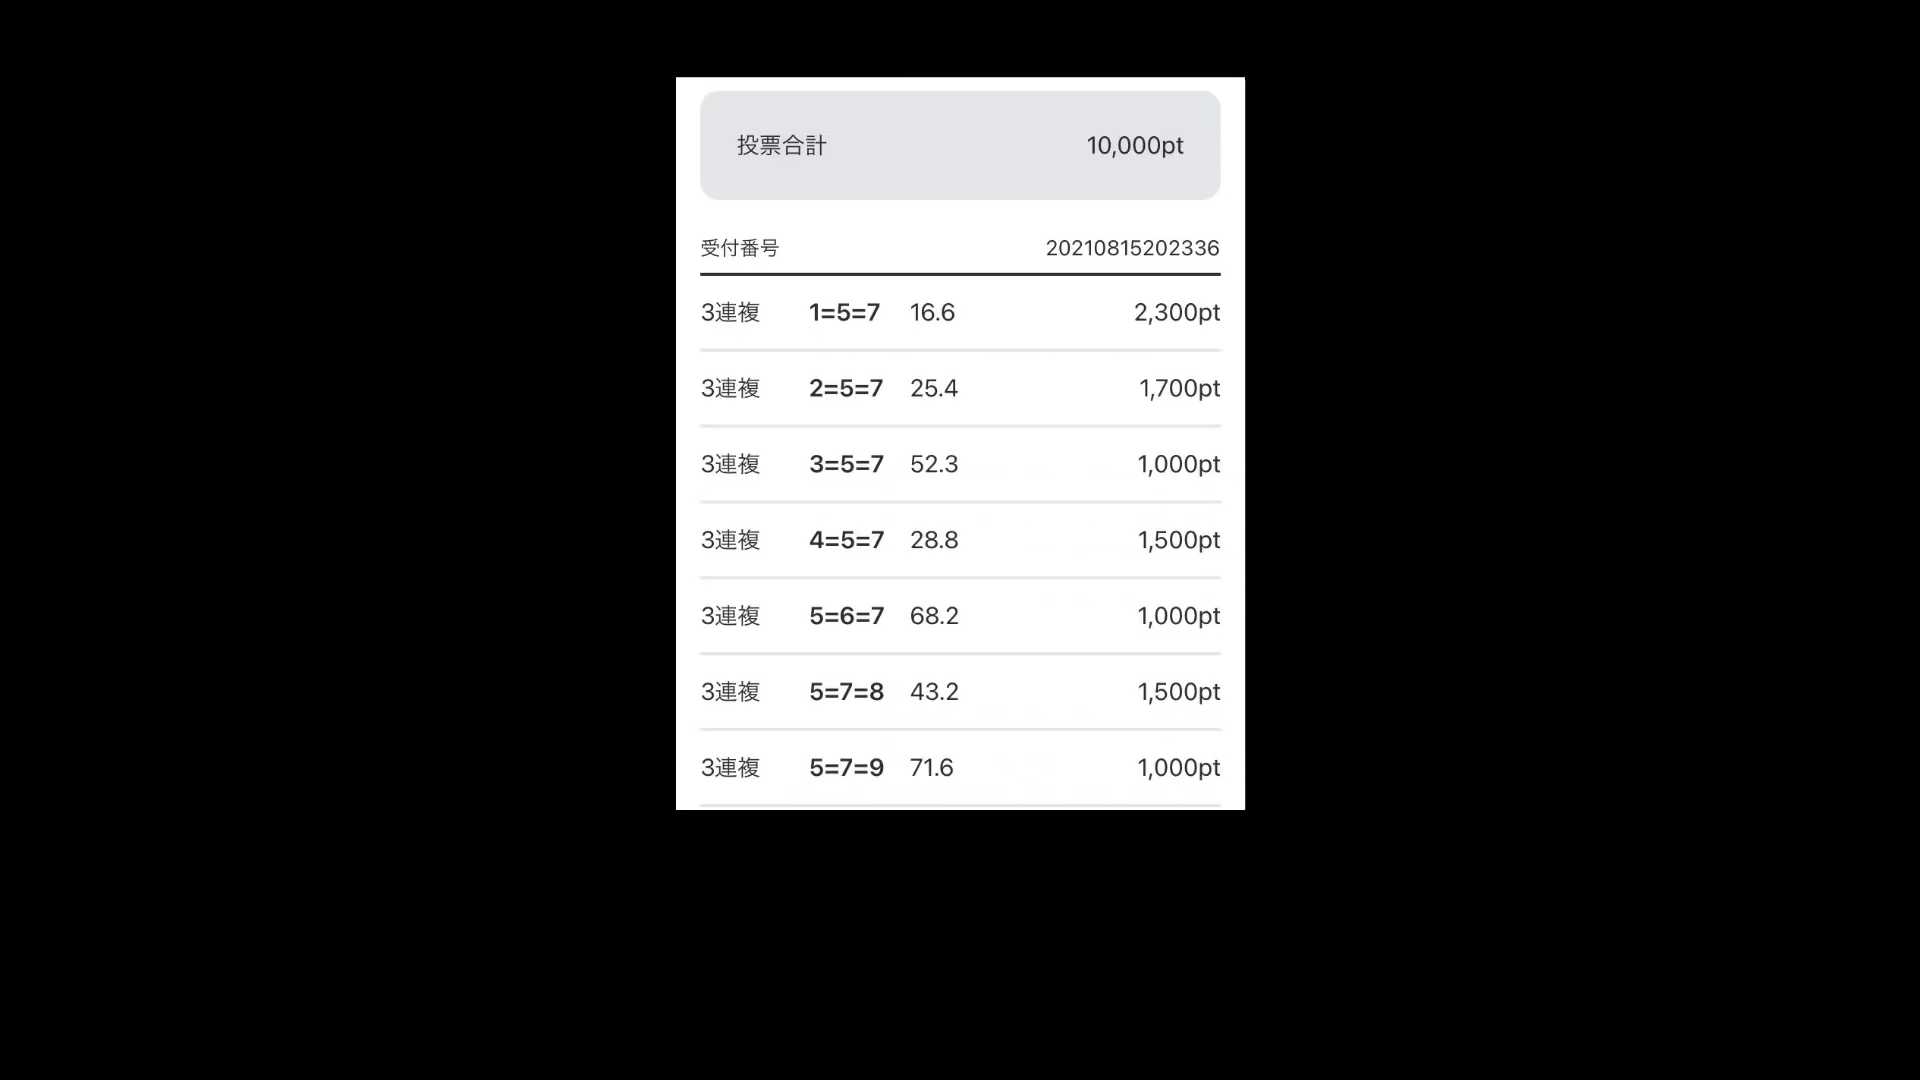 投票合計 10,000pt
受付番号 20210815202336
3連複 1=5=7 16.6 2,300pt
3連複 2=5=7 25.4 1,700pt
3連複 3=5=7 52.3 1,000pt
3連複 4=5=7 28.8 1,500pt
3連複 5=6=7 68.2 1,000pt
3連複 5=7=8 43.2 1,500pt
3連複 5=7=9 71.6 1,000pt